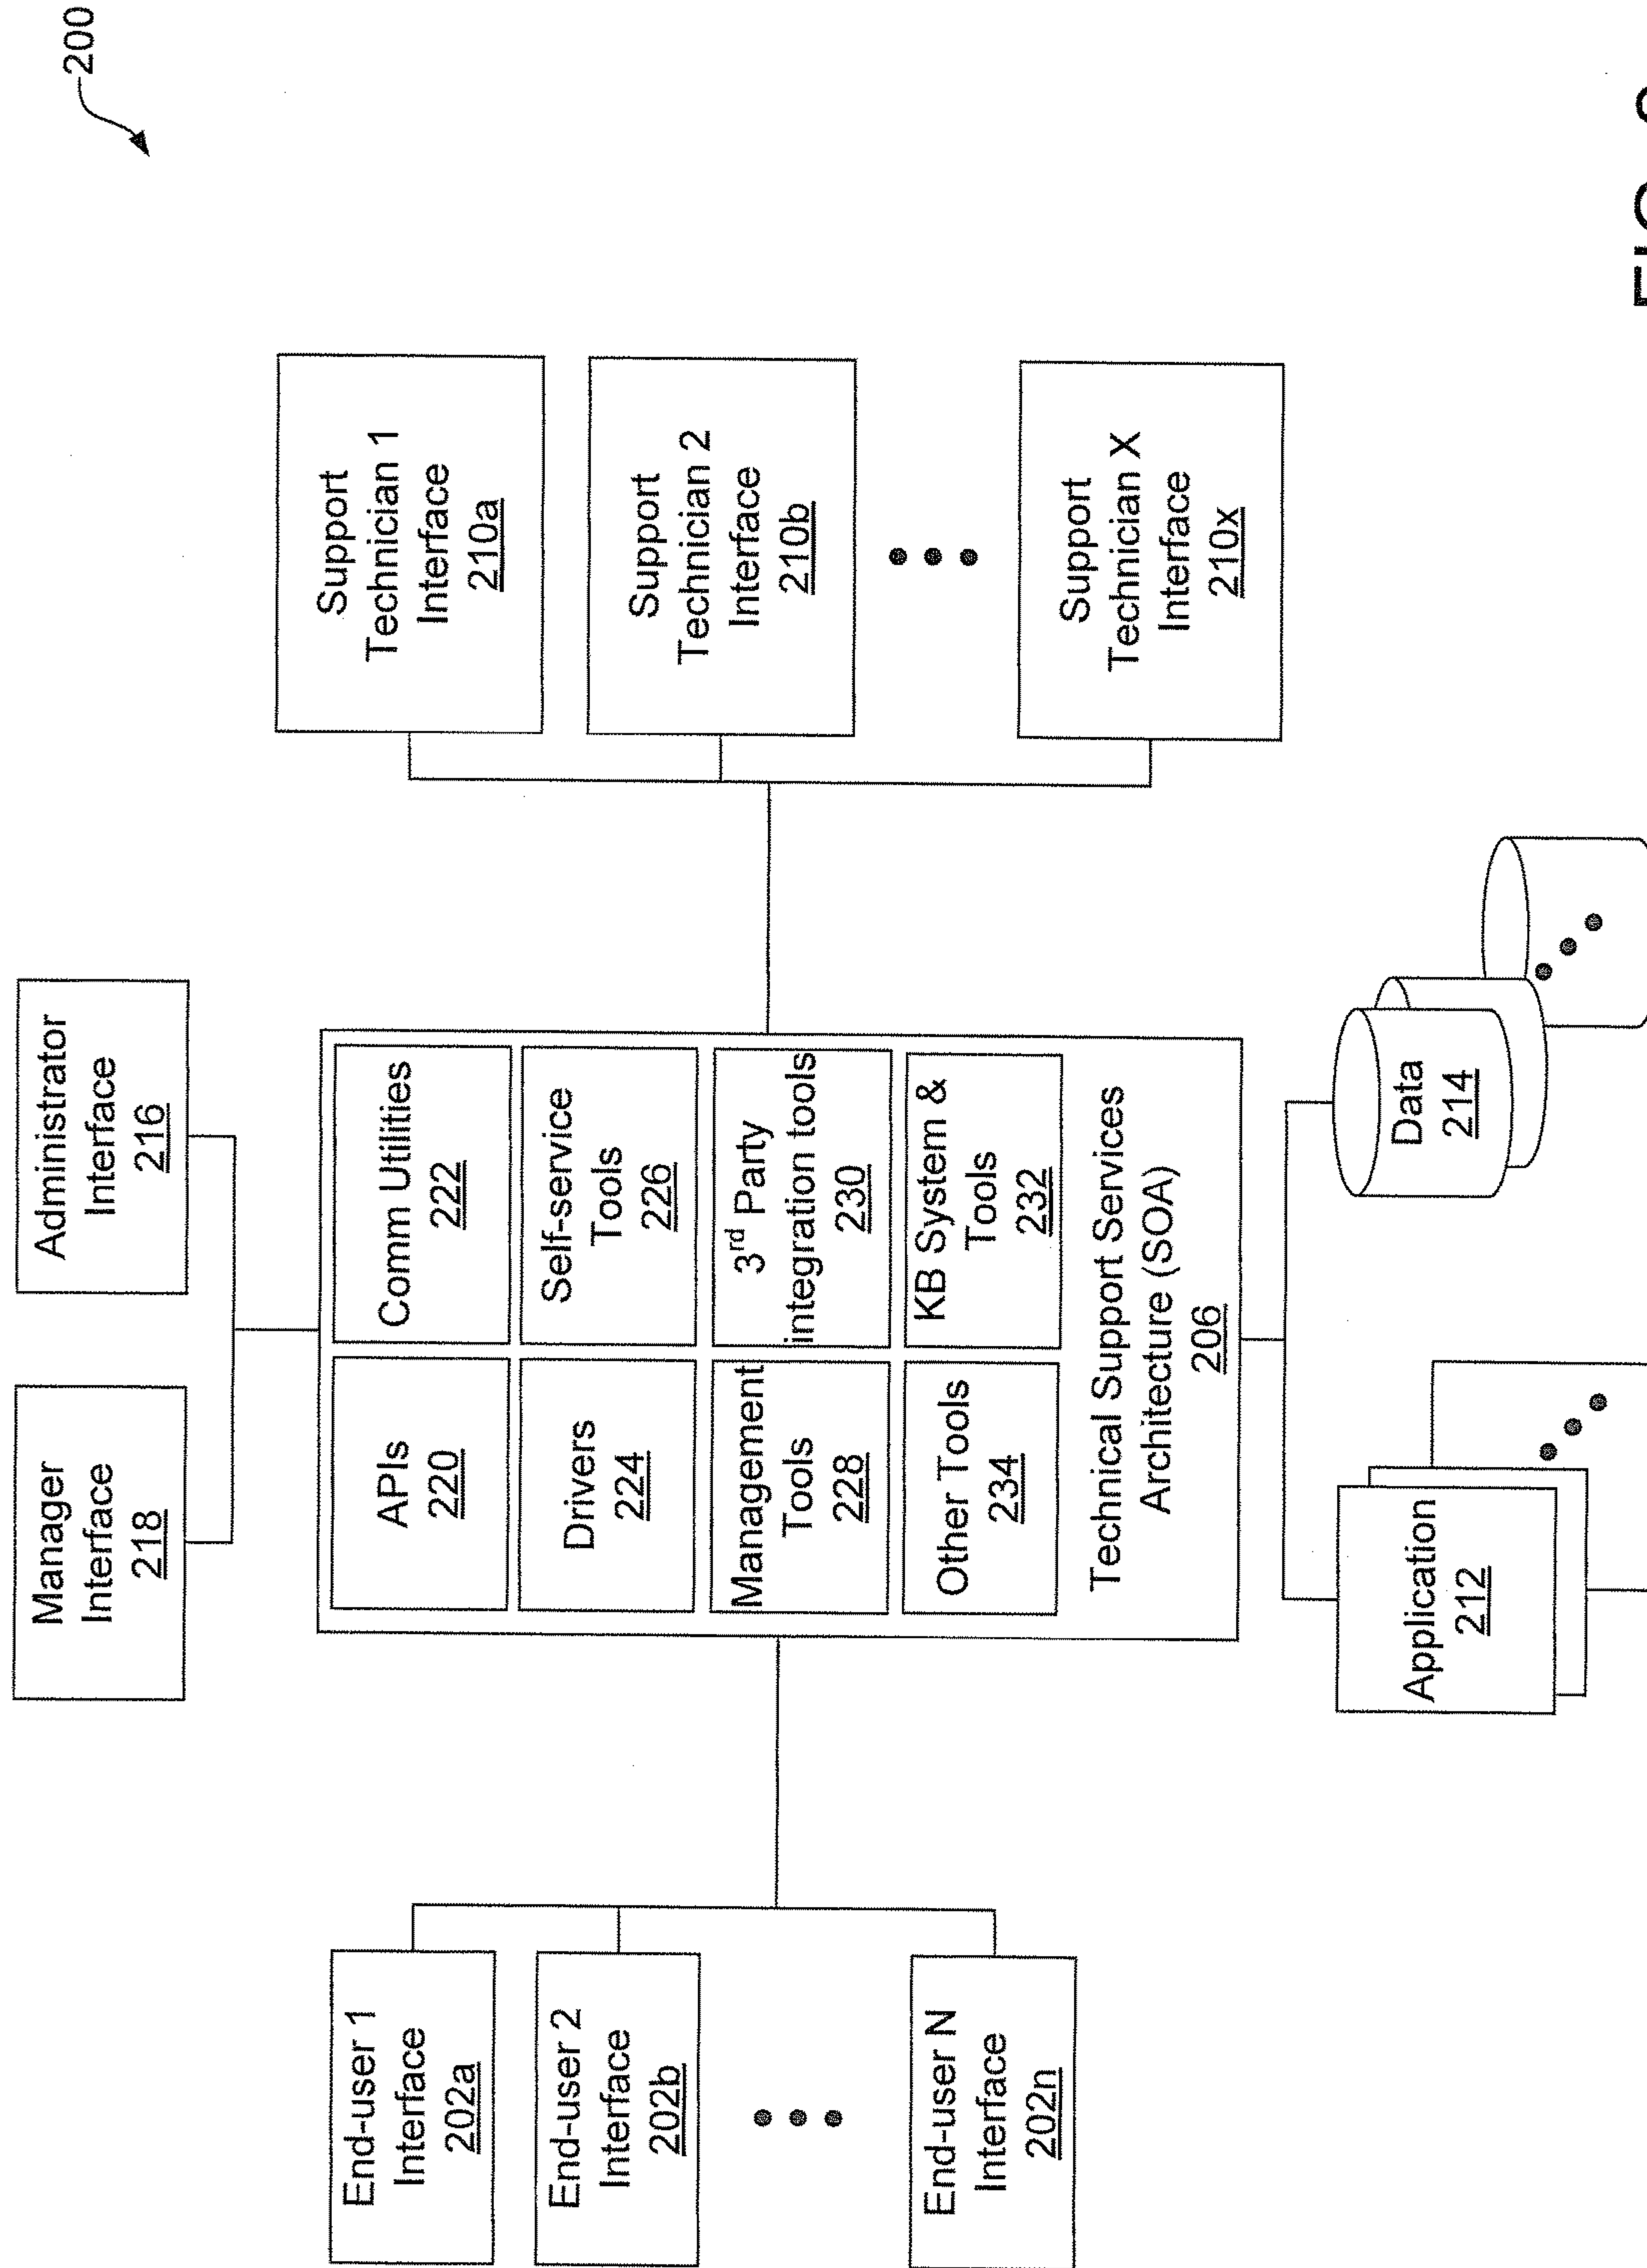 200
Manager
Interface
218
Administrator
Interface
216
End-user 1
Interface
202a
End-user 2
Interface
202b
End-user N
Interface
202n
APIs
220
Comm Utilities
222
Drivers
224
Self-service
Tools
226
Management
Tools
228
3rd Party
integration tools
230
Other Tools
234
KB System &
Tools
232
Technical Support Services
Architecture (SOA)
206
Support
Technician 1
Interface
210a
Support
Technician 2
Interface
210b
Support
Technician X
Interface
210x
Application
212
Data
214